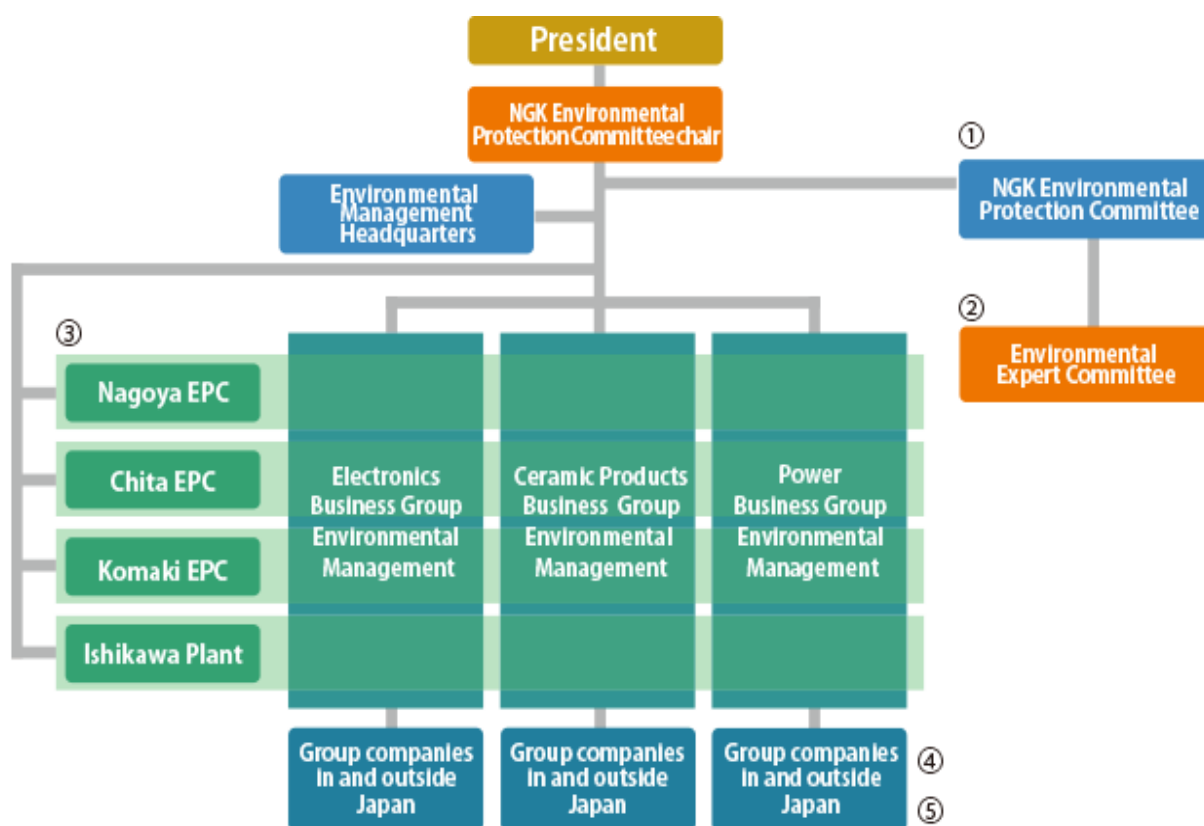 President
NGK Environmental
Protection Committee chair
①
NGK Environmental
Protection Committee
Environmental
Management
Headquarters
②
Environmental
Expert Committee
③
Nagoya EPC
Chita EPC
Komaki EPC
Ishikawa Plant
Electronics
Business Group
Environmental
Management
Ceramic Products
Business Group
Environmental
Management
Power
Business Group
Environmental
Management
Group companies
in and outside
Japan
Group companies
in and outside
Japan
Group companies
in and outside
Japan
④
⑤